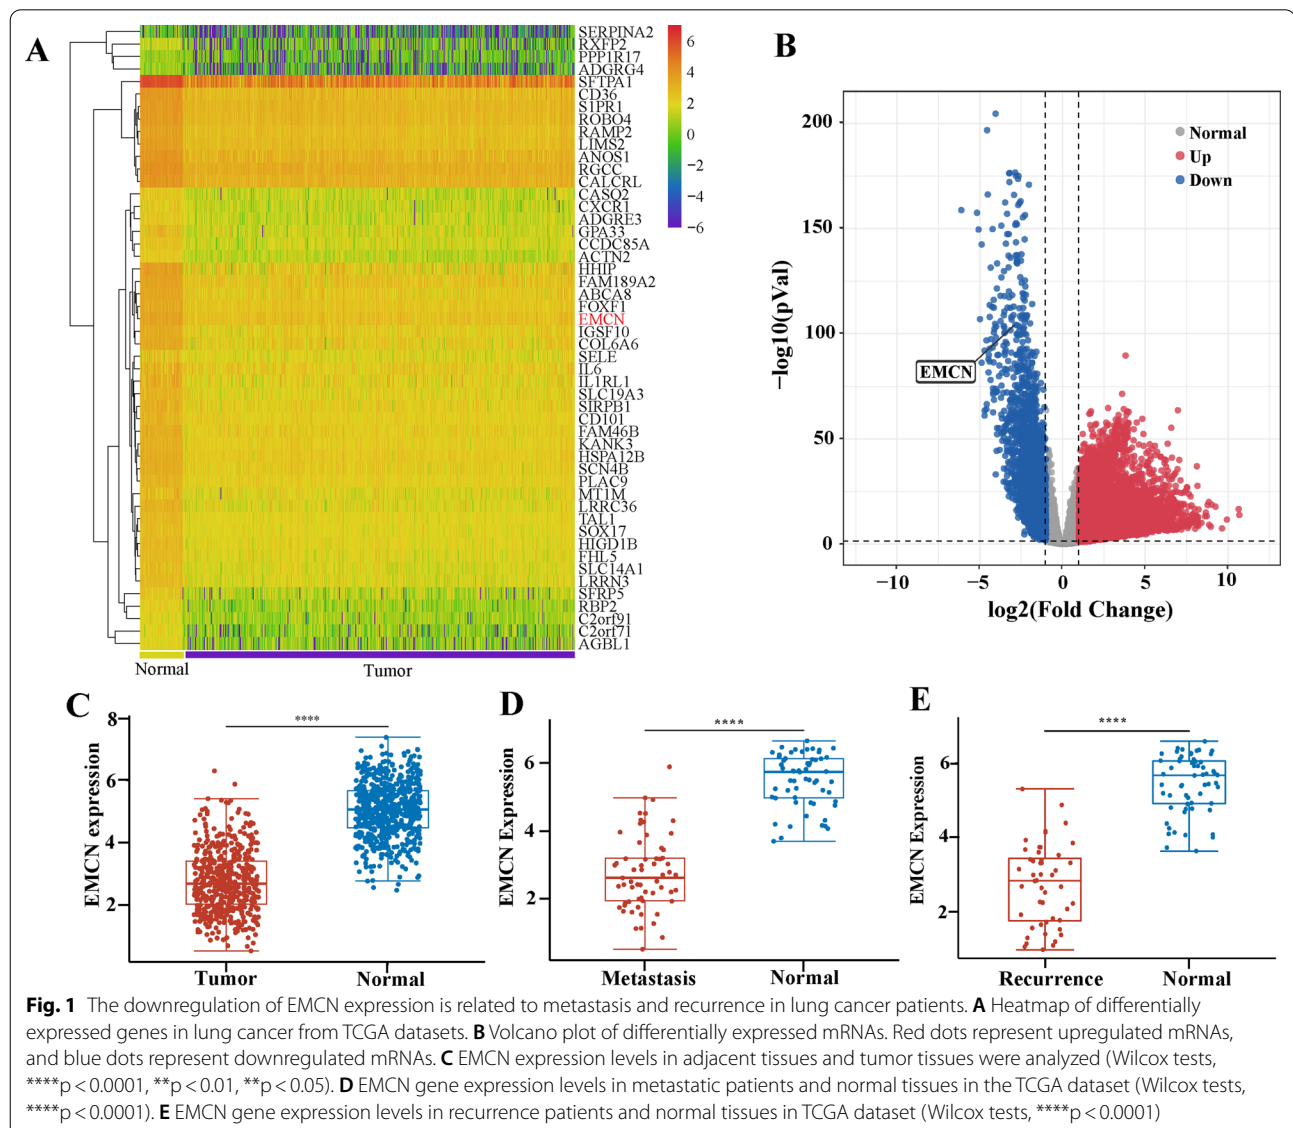 A
SERPINA2
RXFP2
PPP1R17
ADGRG4
SFTPA1
CD36
S1PR1
ROBO4
RAMP2
LIMS2
ANOS1
RGCC
CALCRL
CASQ2
CXCR1
ADGRE3
GPA33
CCDC85A
ACTN2
HHIP
FAM189A2
ABCA8
FOXF1
EMCN
IGSF10
COL6A6
SELE
IL6
IL1RL1
SLC19A3
SIRPB1
CD101
FAM46B
KANK3
HSPA12B
SCN4B
PLAC9
MT1M
LRRC36
TAL1
SOX17
HIGD1B
FHL5
SLC14A1
LRRN3
SFRP5
RBP2
C2orf91
C2orf71
AGBL1
6
4
2
0
−2
−4
−6
Normal
Tumor
B
−log10(pVal)
200
150
100
50
0
Normal
Up
Down
EMCN
−10
−5
0
5
10
log2(Fold Change)
C
EMCN expression
8
6
4
2
****
Tumor
Normal
D
EMCN Expression
6
4
2
****
Metastasis
Normal
E
EMCN Expression
6
4
2
****
Recurrence
Normal
Fig. 1 The downregulation of EMCN expression is related to metastasis and recurrence in lung cancer patients. A Heatmap of differentially
expressed genes in lung cancer from TCGA datasets. B Volcano plot of differentially expressed mRNAs. Red dots represent upregulated mRNAs,
and blue dots represent downregulated mRNAs. C EMCN expression levels in adjacent tissues and tumor tissues were analyzed (Wilcox tests,
****p < 0.0001, **p < 0.01, **p < 0.05). D EMCN gene expression levels in metastatic patients and normal tissues in the TCGA dataset (Wilcox tests,
****p < 0.0001). E EMCN gene expression levels in recurrence patients and normal tissues in TCGA dataset (Wilcox tests, ****p < 0.0001)